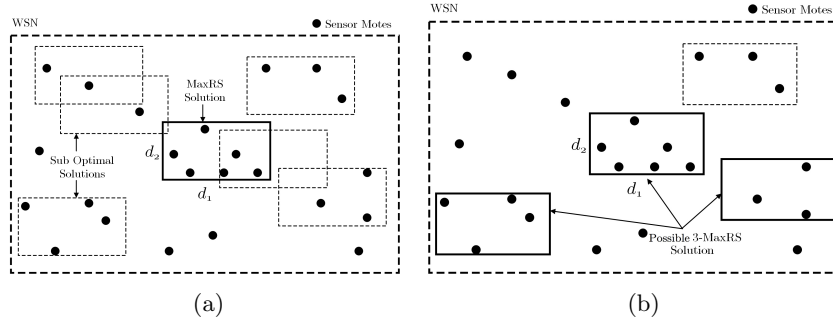 WSN
Sensor Motes
MaxRS
Solution
d2
d1
Sub Optimal
Solutions
(a)
WSN
Sensor Motes
d2
d1
Possible 3-MaxRS
Solution
(b)